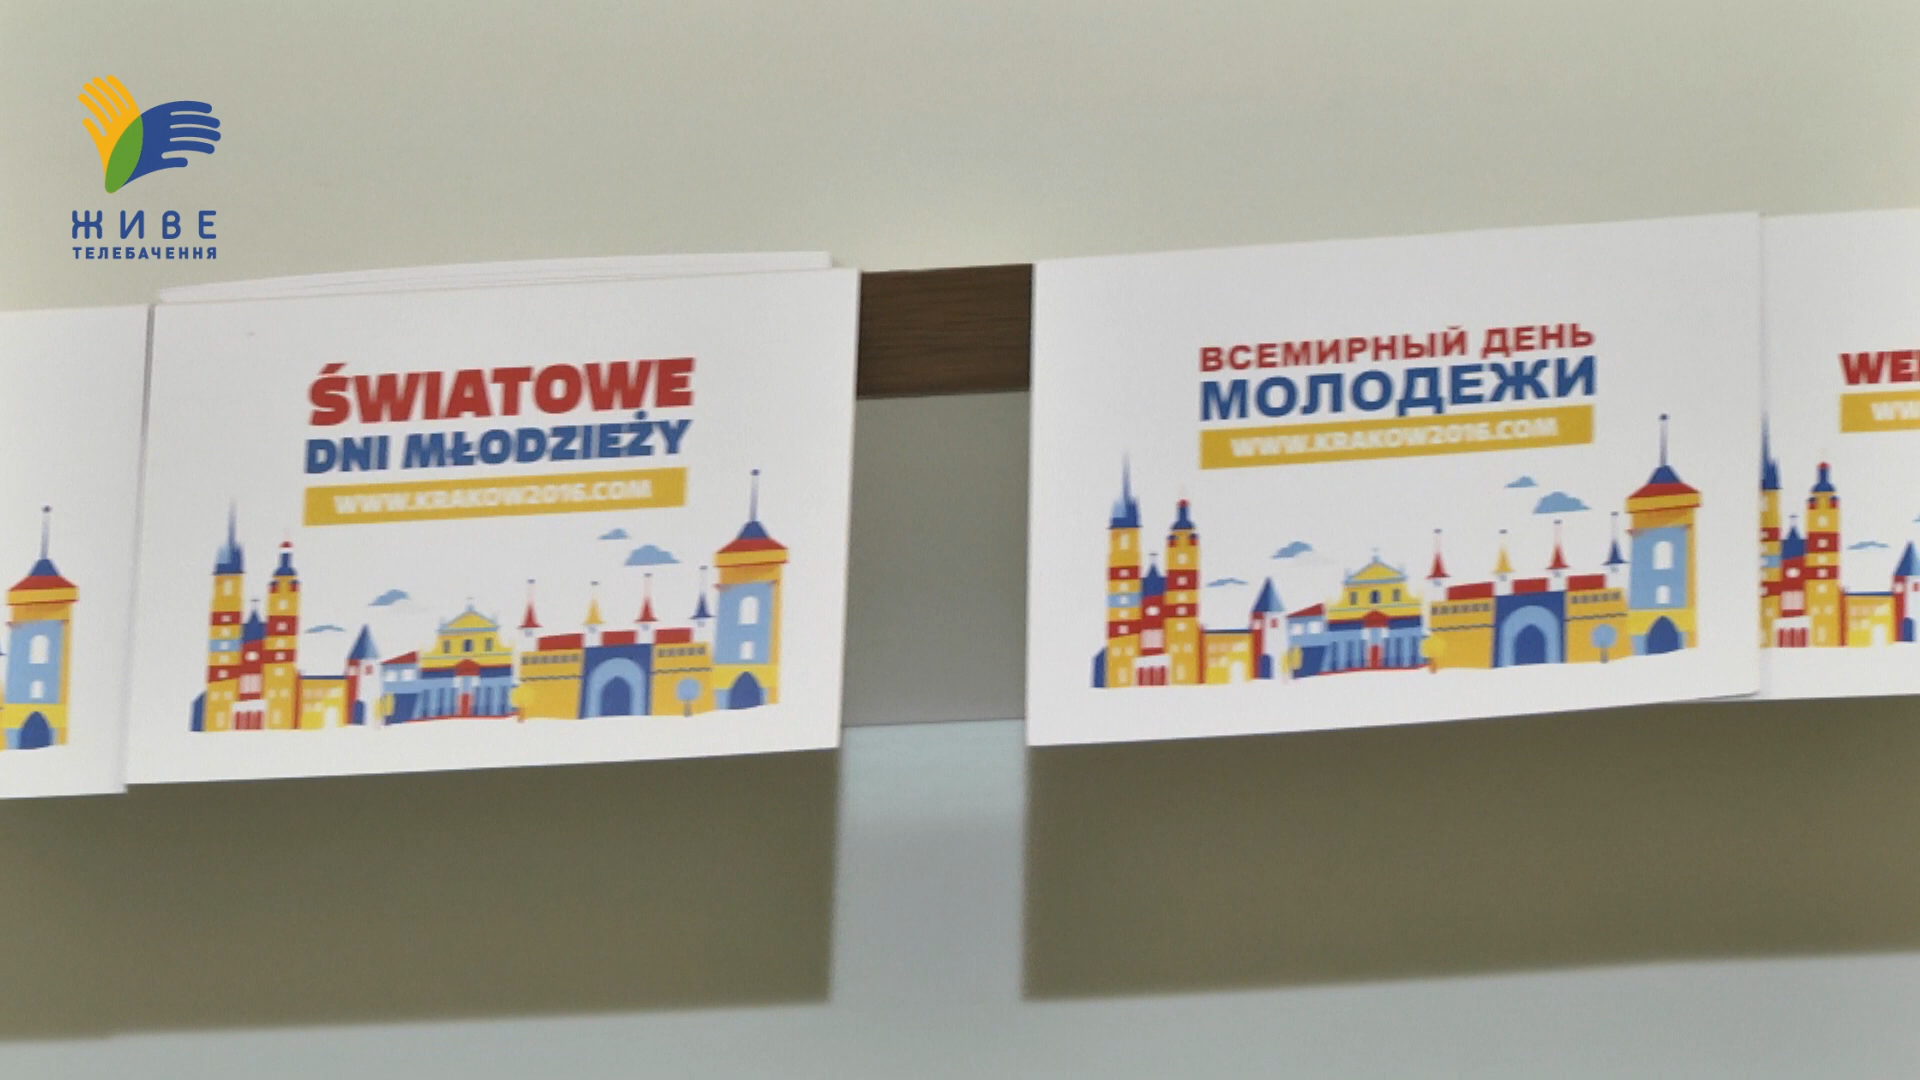 ЖИВЕ
ТЕЛЕБАЧЕННЯ
ŚWIATOWE
DNI MŁODZIEŻY
WWW.KRAKOW2016.COM
ВСЕМИРНЫЙ ДЕНЬ
МОЛОДЕЖИ
WWW.KRAKOW2016.COM